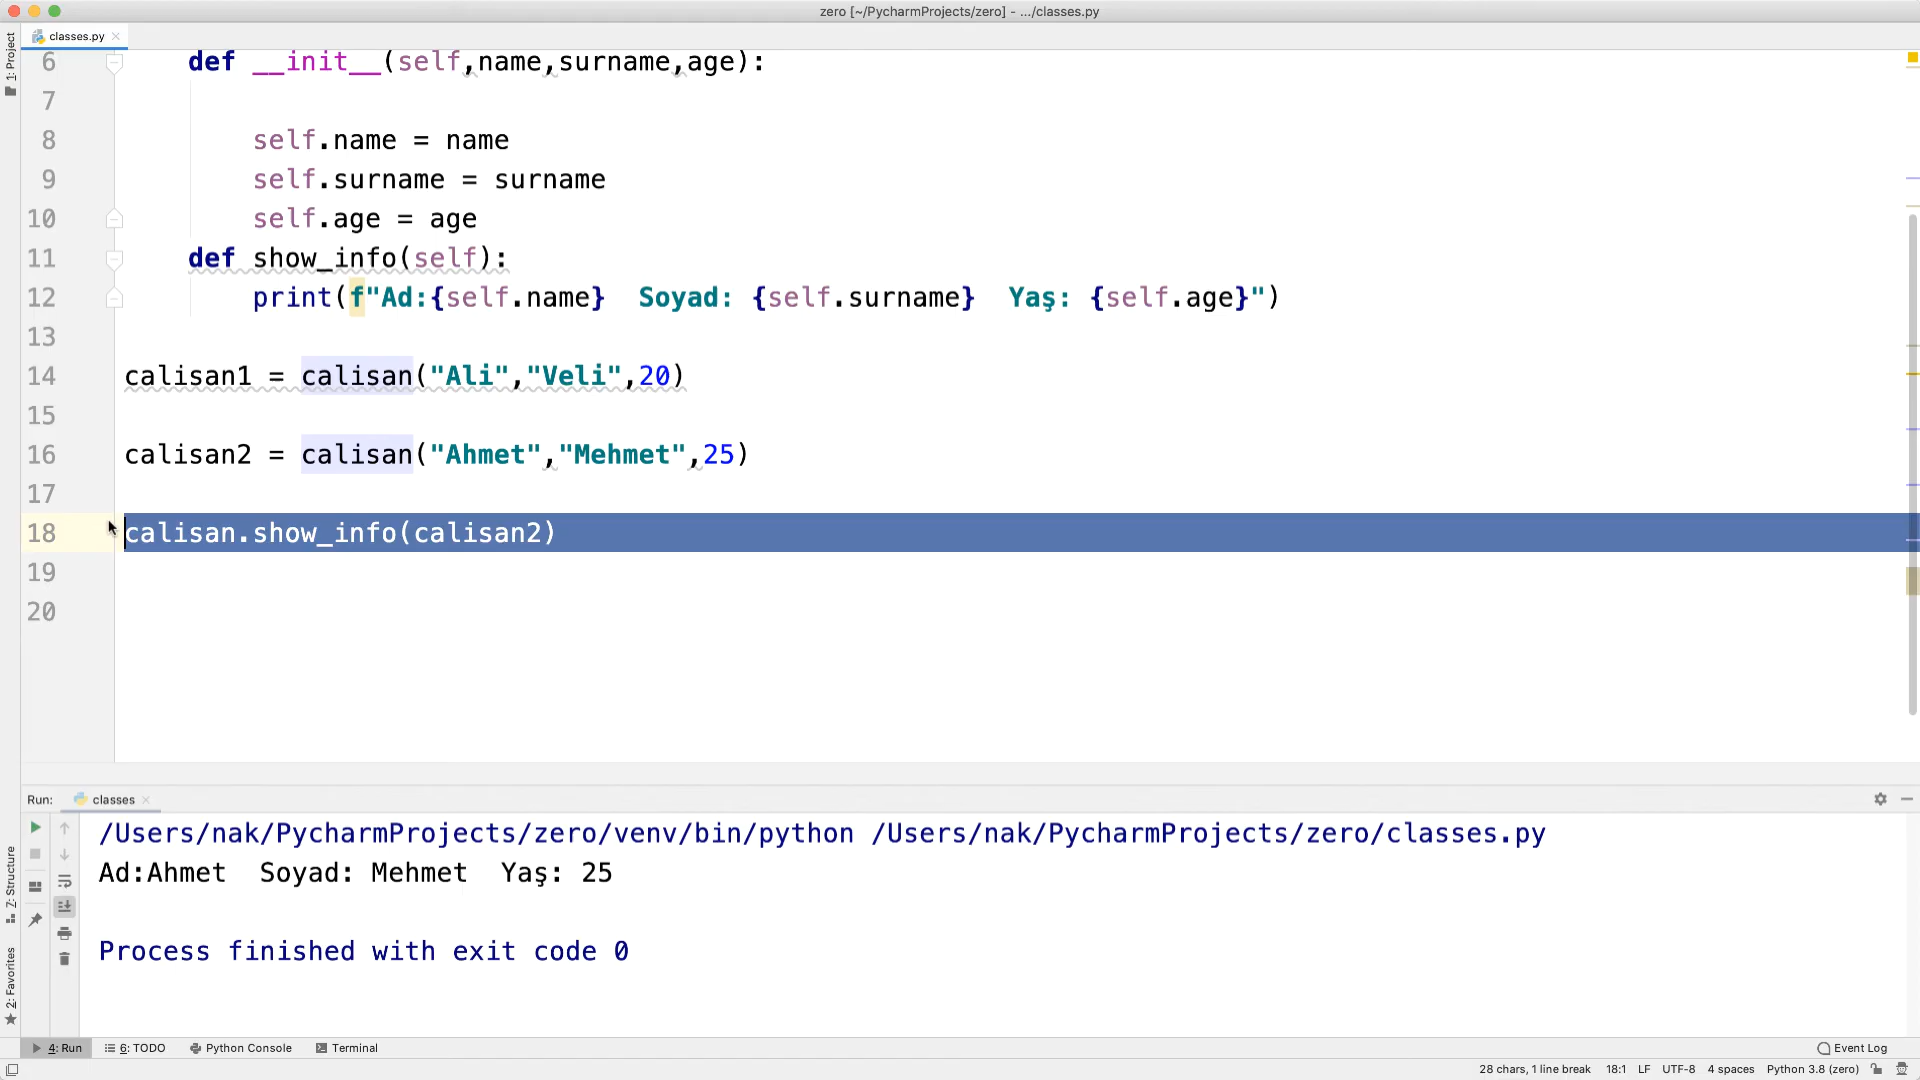 zero [~/PycharmProjects/zero] - .../classes.py
1: Project
classes.py
6 def __init__(self,name,surname,age):
7
8 self.name = name
9 self.surname = surname
10 self.age = age
11 def show_info(self):
12 print(f"Ad:{self.name}  Soyad: {self.surname}  Yaş: {self.age}")
13
14 calisan1 = calisan("Ali","Veli",20)
15
16 calisan2 = calisan("Ahmet","Mehmet",25)
17
18 calisan.show_info(calisan2)
19
20
Run: classes
/Users/nak/PycharmProjects/zero/venv/bin/python /Users/nak/PycharmProjects/zero/classes.py
Ad:Ahmet  Soyad: Mehmet  Yaş: 25
Process finished with exit code 0
Z: Structure
2: Favorites
4: Run 6: TODO Python Console Terminal Event Log
28 chars, 1 line break 18:1 LF UTF-8 4 spaces Python 3.8 (zero)